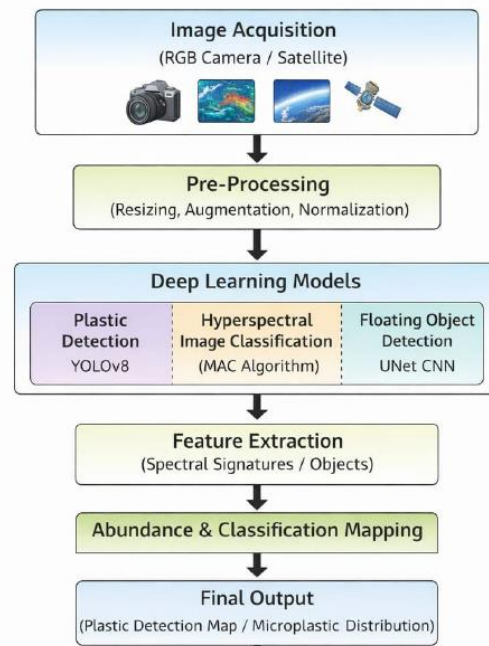 Image Acquisition
(RGB Camera / Satellite)
Pre-Processing
(Resizing, Augmentation, Normalization)
Deep Learning Models
Plastic
Detection
YOLOv8
Hyperspectral
Image Classification
(MAC Algorithm)
Floating Object
Detection
UNet CNN
Feature Extraction
(Spectral Signatures / Objects)
Abundance & Classification Mapping
Final Output
(Plastic Detection Map / Microplastic Distribution)